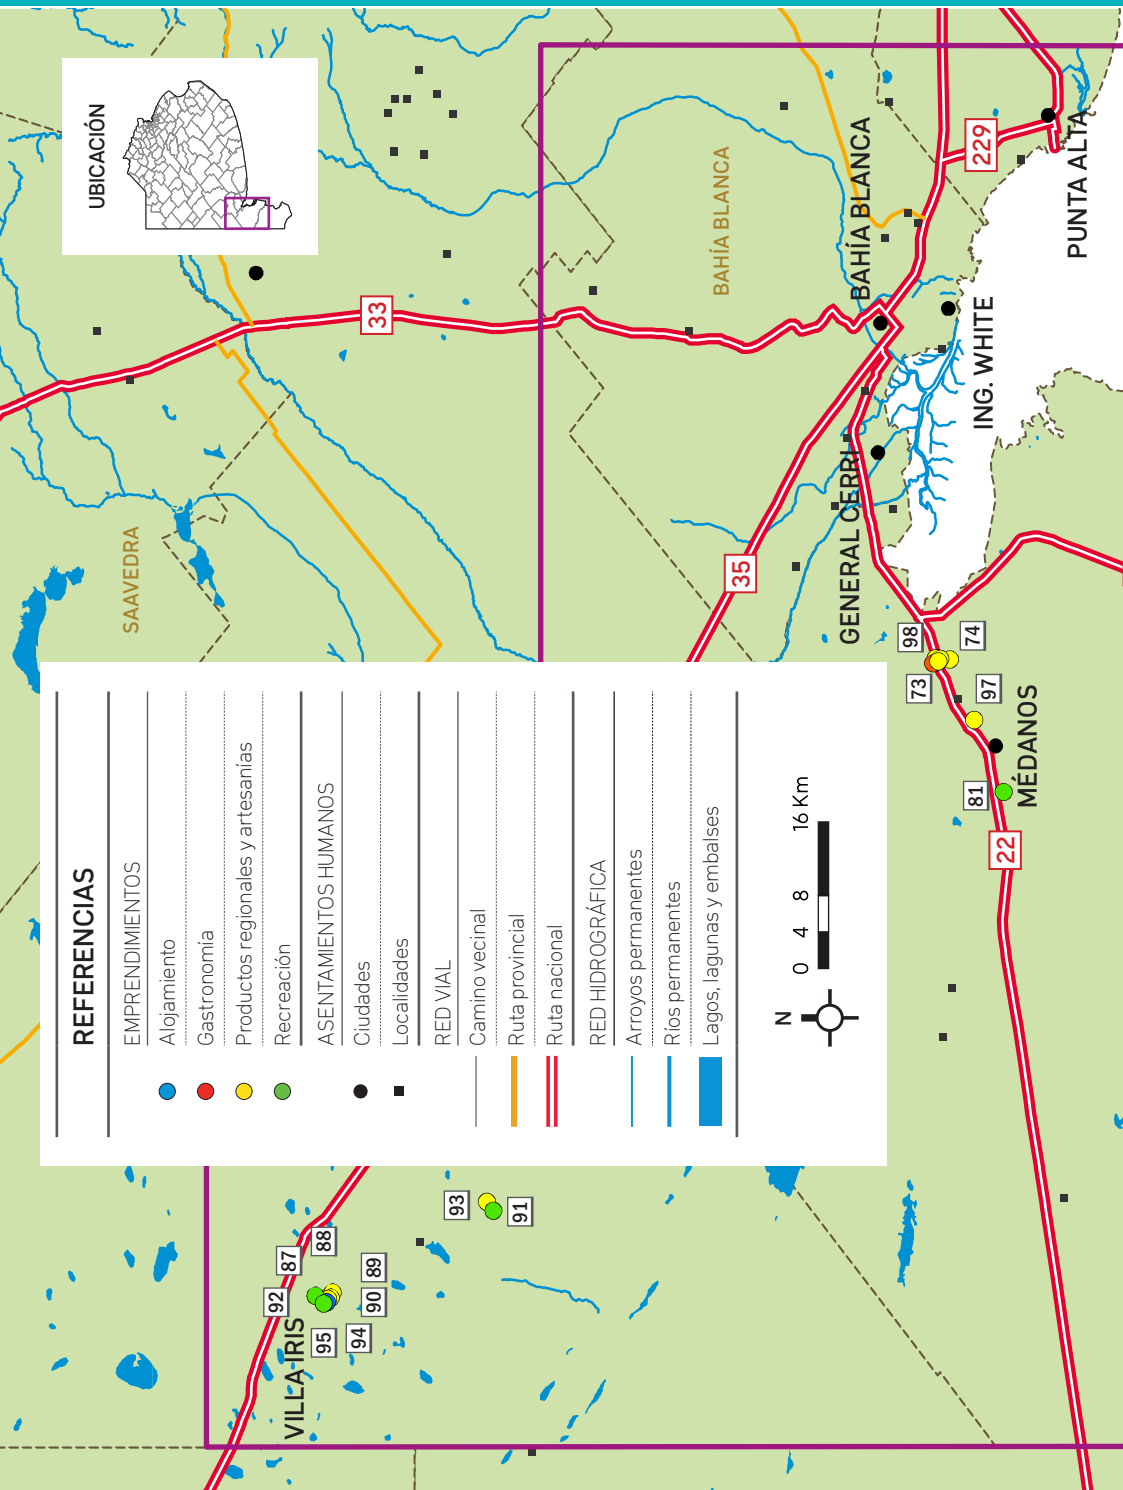 UBICACIÓN
REFERENCIAS
EMPRENDIMIENTOS
Alojamiento
Gastronomía
Productos regionales y artesanías
Recreación
ASENTAMIENTOS HUMANOS
Ciudades
Localidades
RED VIAL
Camino vecinal
Ruta provincial
Ruta nacional
RED HIDROGRÁFICA
Arroyos permanentes
Ríos permanentes
Lagos, lagunas y embalses
N
0 4 8 16 Km
SAAVEDRA
33
BAHÍA BLANCA
BAHÍA BLANCA
229
PUNTA ALTA
ING. WHITE
GENERAL CERRI
35
98
74
73
97
MÉDANOS
81
22
93
91
88
87
89
92
90
VILLA IRIS
95
94